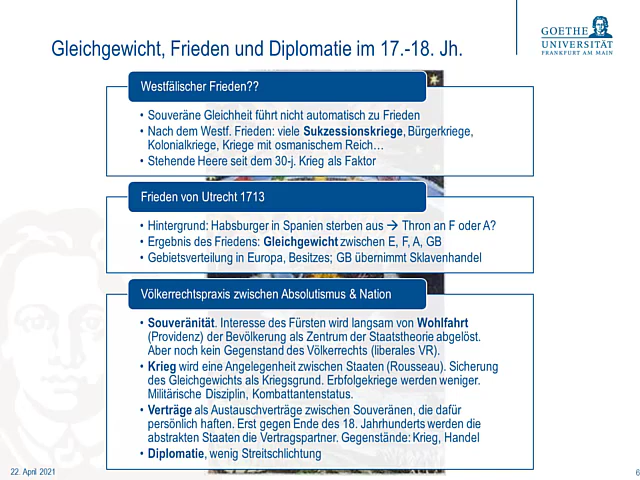 Gleichgewicht, Frieden und Diplomatie im 17.-18. Jh.
GOETHE
UNIVERSITÄT
FRANKFURT AM MAIN
Westfälischer Frieden??
• Souveräne Gleichheit führt nicht automatisch zu Frieden
• Nach dem Westf. Frieden: viele Sukzessionskriege, Bürgerkriege,
Kolonialkriege, Kriege mit osmanischem Reich…
• Stehende Heere seit dem 30-j. Krieg als Faktor
Frieden von Utrecht 1713
• Hintergrund: Habsburger in Spanien sterben aus → Thron an F oder A?
• Ergebnis des Friedens: Gleichgewicht zwischen E, F, A, GB
• Gebietsverteilung in Europa, Besitzes; GB übernimmt Sklavenhandel
Völkerrechtspraxis zwischen Absolutismus & Nation
• Souveränität. Interesse des Fürsten wird langsam von Wohlfahrt
(Providenz) der Bevölkerung als Zentrum der Staatstheorie abgelöst.
Aber noch kein Gegenstand des Völkerrechts (liberales VR).
• Krieg wird eine Angelegenheit zwischen Staaten (Rousseau). Sicherung
des Gleichgewichts als Kriegsgrund. Erbfolgekriege werden weniger.
Militärische Disziplin, Kombattantenstatus.
• Verträge als Austauschverträge zwischen Souveränen, die dafür
persönlich haften. Erst gegen Ende des 18. Jahrhunderts werden die
abstrakten Staaten die Vertragspartner. Gegenstände: Krieg, Handel
• Diplomatie, wenig Streitschlichtung
22. April 2021
6